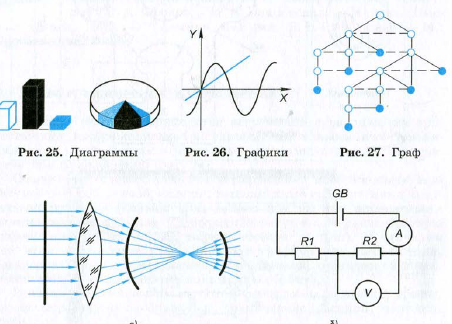 Y
X
Рис. 25. Диаграммы
Рис. 26. Графики
Рис. 27. Граф
GB
A
R1
R2
V